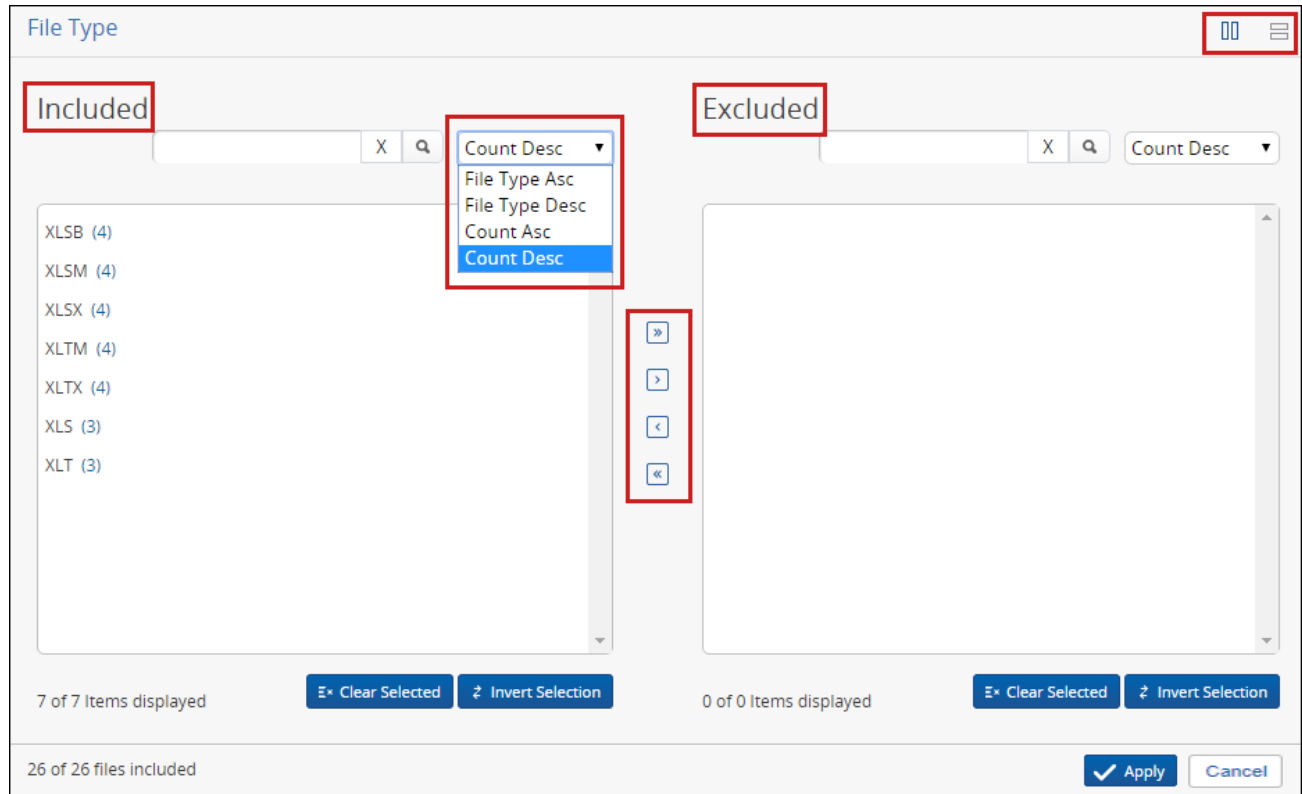 File Type
Included
Excluded
X
Count Desc
X
Count Desc
File Type Asc
File Type Desc
Count Asc
Count Desc
XLSB (4)
XLSM (4)
XLSX (4)
XLTM (4)
XLTX (4)
XLS (3)
XLT (3)
»
›
‹
«
7 of 7 Items displayed
Clear Selected
Invert Selection
0 of 0 Items displayed
Clear Selected
Invert Selection
26 of 26 files included
Apply
Cancel